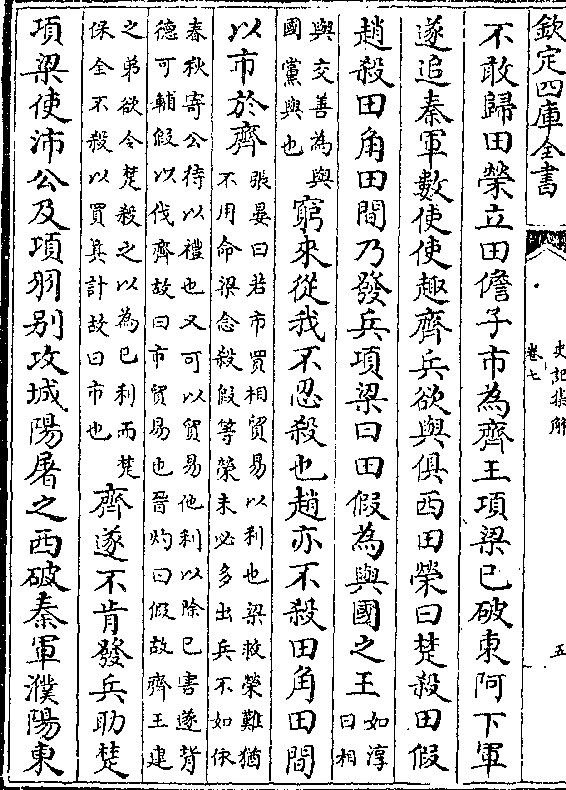 欽定四庫全書
史記集解
卷七
五
不敢歸田榮立田儋子市為齊王項梁已破東阿下軍
遂追秦軍數使使趣齊兵欲與俱西田榮曰楚殺田假
趙殺田角田間乃發兵項梁曰田假為與國之王
如淳曰相
與交善為與
國黨與也
窮來從我不忍殺也趙亦不殺田角田間
以市於齊
張晏曰若市買相貿易以利也梁救榮難猶
不用命梁念殺假等榮未必多出兵不如依
春秋寄公待以禮也又可以貿易他利以除已害遂背
德可輔假以伐齊故曰市貿易也晉灼曰假故齊王建
之弟欲令楚殺之以為已利而楚
保全不殺以買其計故曰市也
齊遂不肯發兵助楚
項梁使沛公及項羽别攻城陽屠之西破秦軍濮陽東